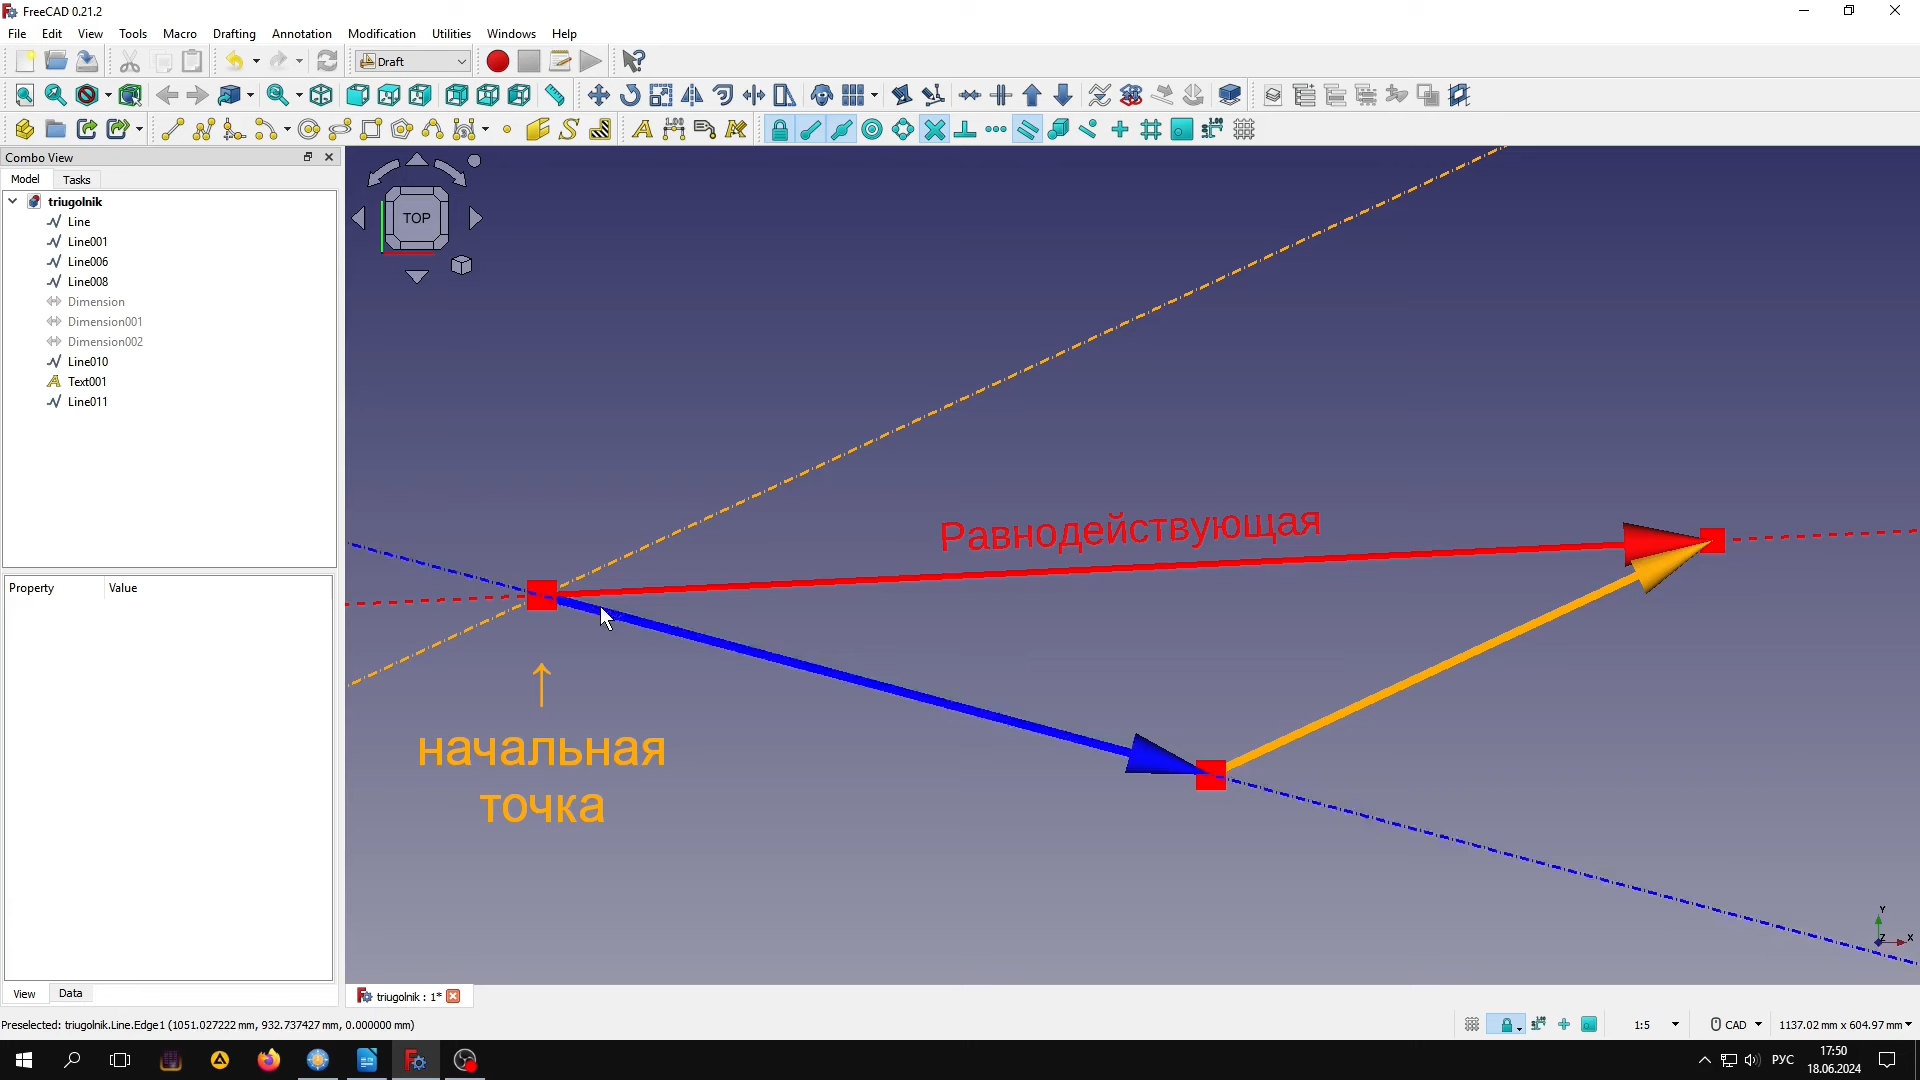 FreeCAD 0.21.2
File Edit View Tools Macro Drafting Annotation Modification Utilities Windows Help
Draft
Combo View
Model Tasks
triugolnik
Line
Line001
Line006
Line008
Dimension
Dimension001
Dimension002
Line010
Text001
Line011
Property Value
View Data
TOP
Равнодействующая
начальная
точка
Y
Z X
triugolnik : 1*
Preselected: triugolnik.Line.Edge1 (1051.027222 mm, 932.737427 mm, 0.000000 mm)
1:5 CAD 1137.02 mm x 604.97 mm
РУС
17:50
18.06.2024